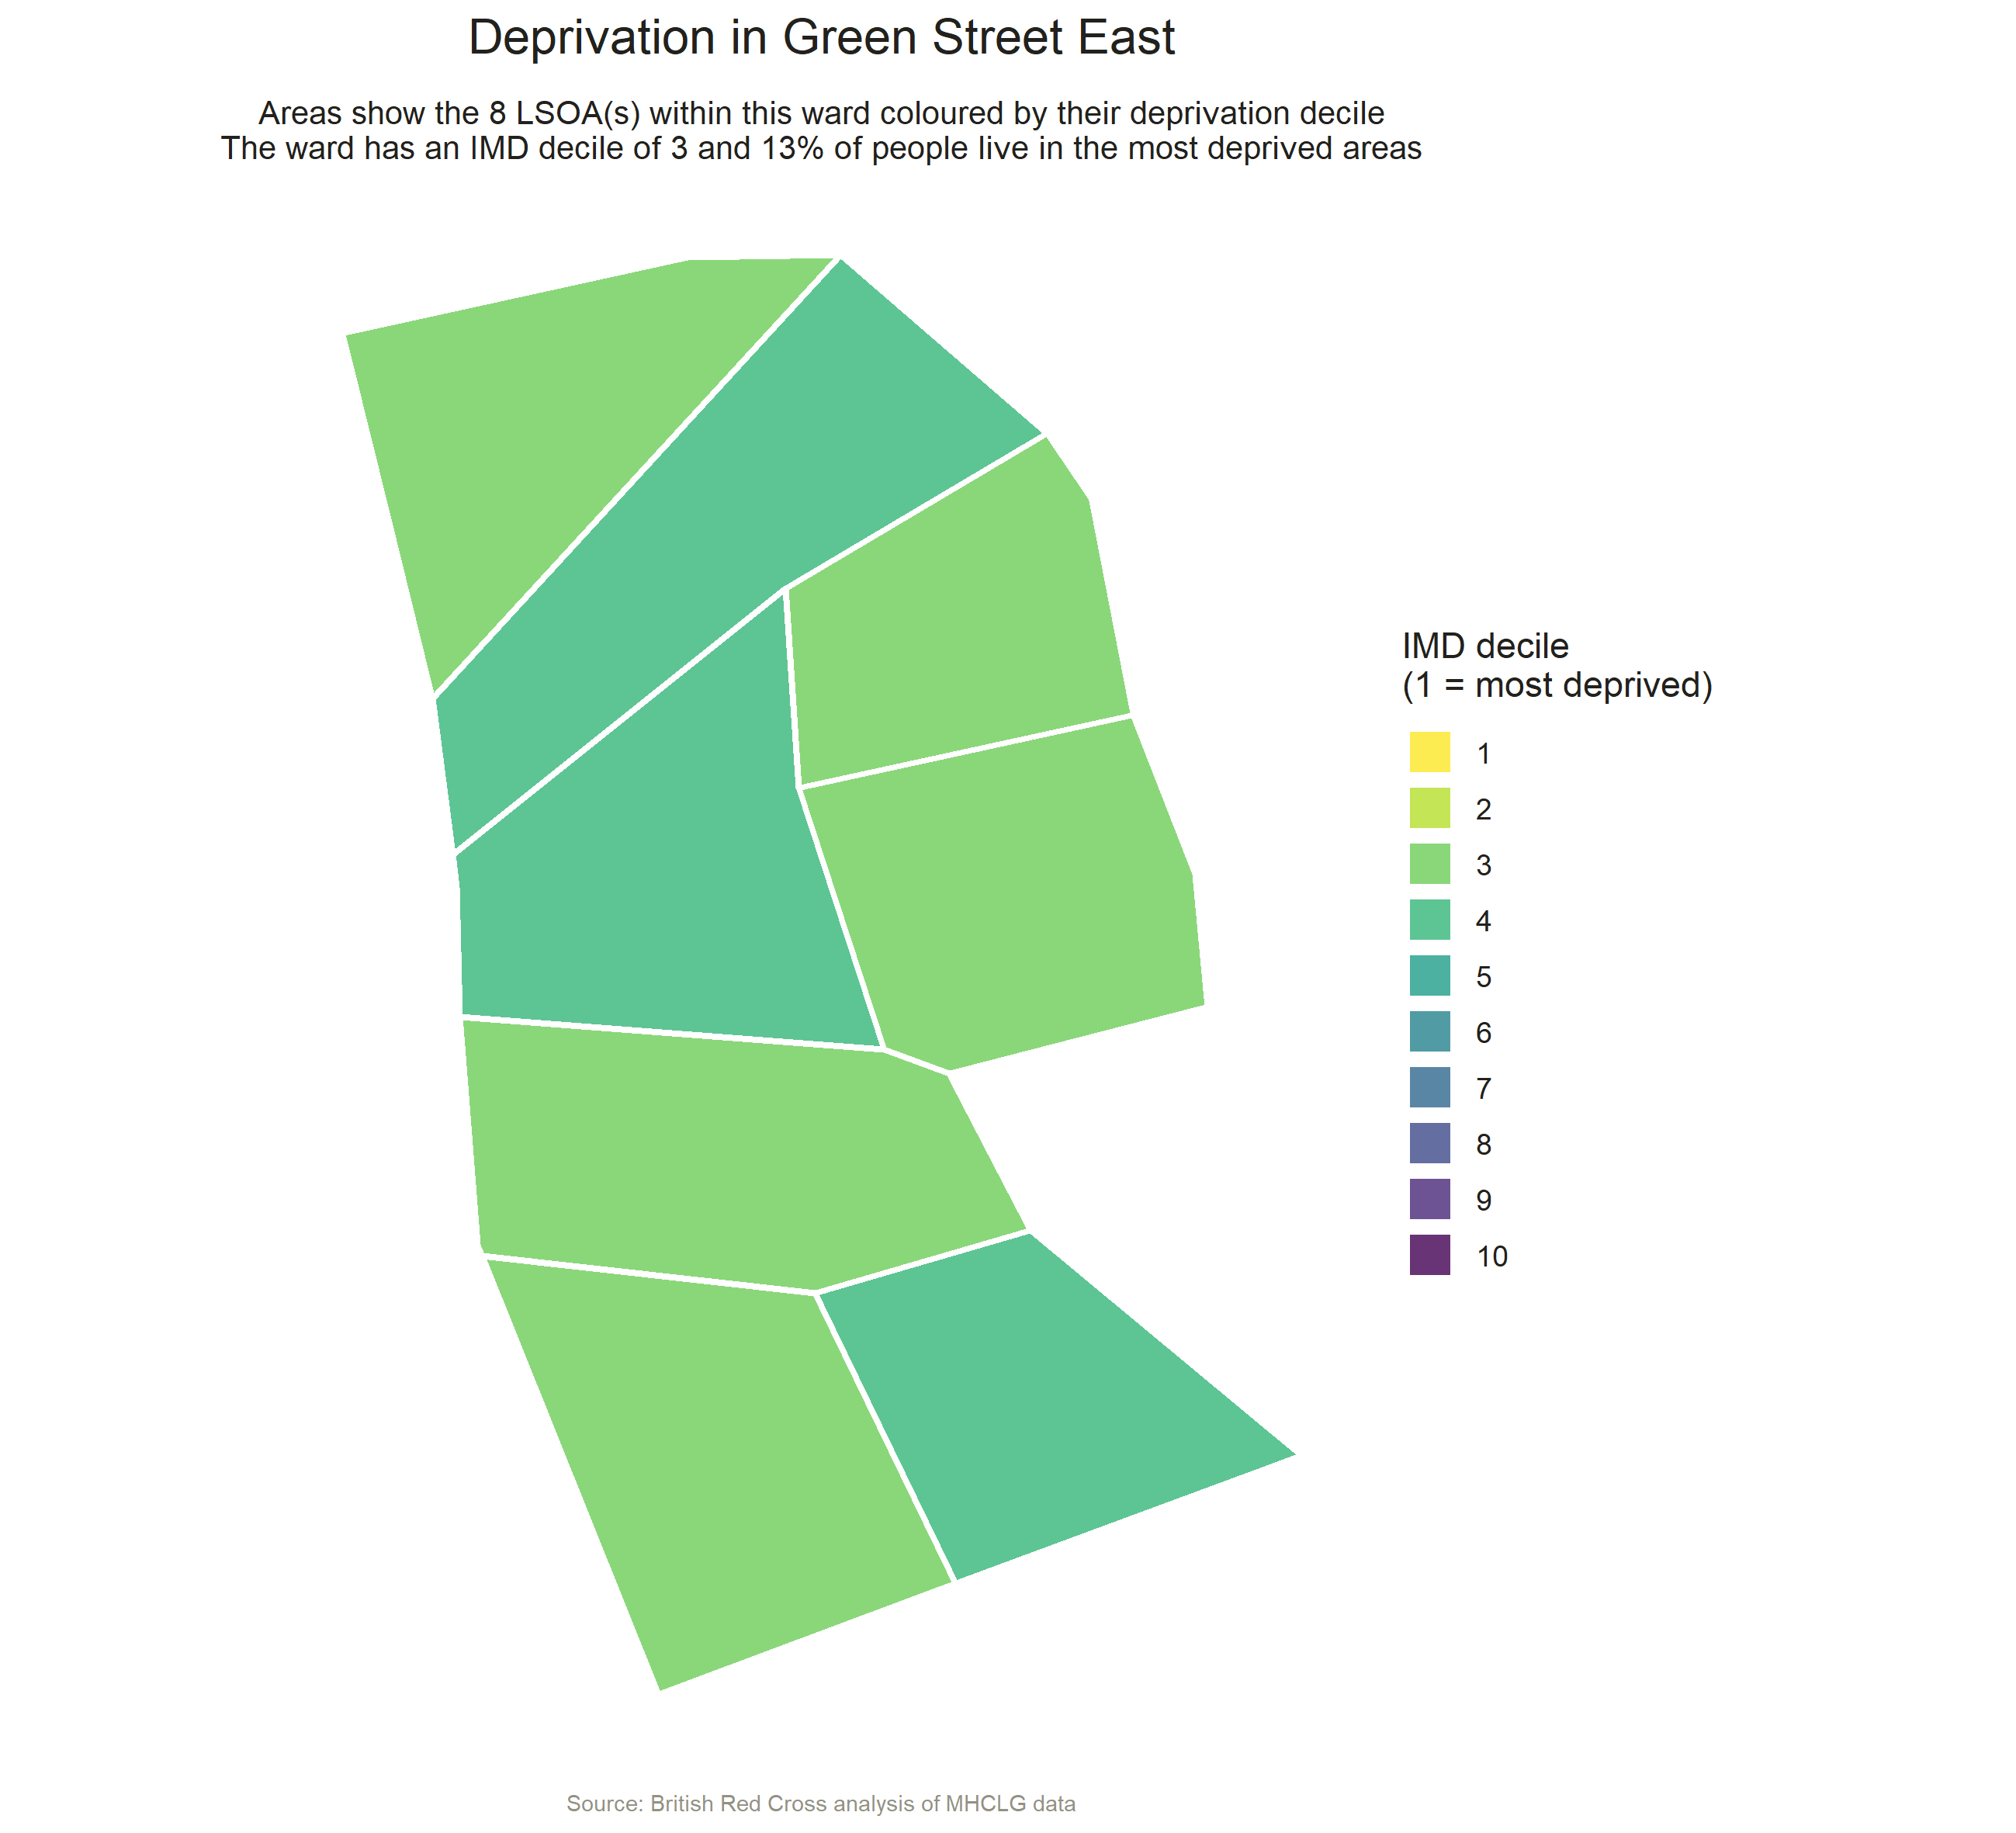 Deprivation in Green Street East
Areas show the 8 LSOA(s) within this ward coloured by their deprivation decile
The ward has an IMD decile of 3 and 13% of people live in the most deprived areas
IMD decile
(1 = most deprived)
1
2
3
4
5
6
7
8
9
10
Source: British Red Cross analysis of MHCLG data